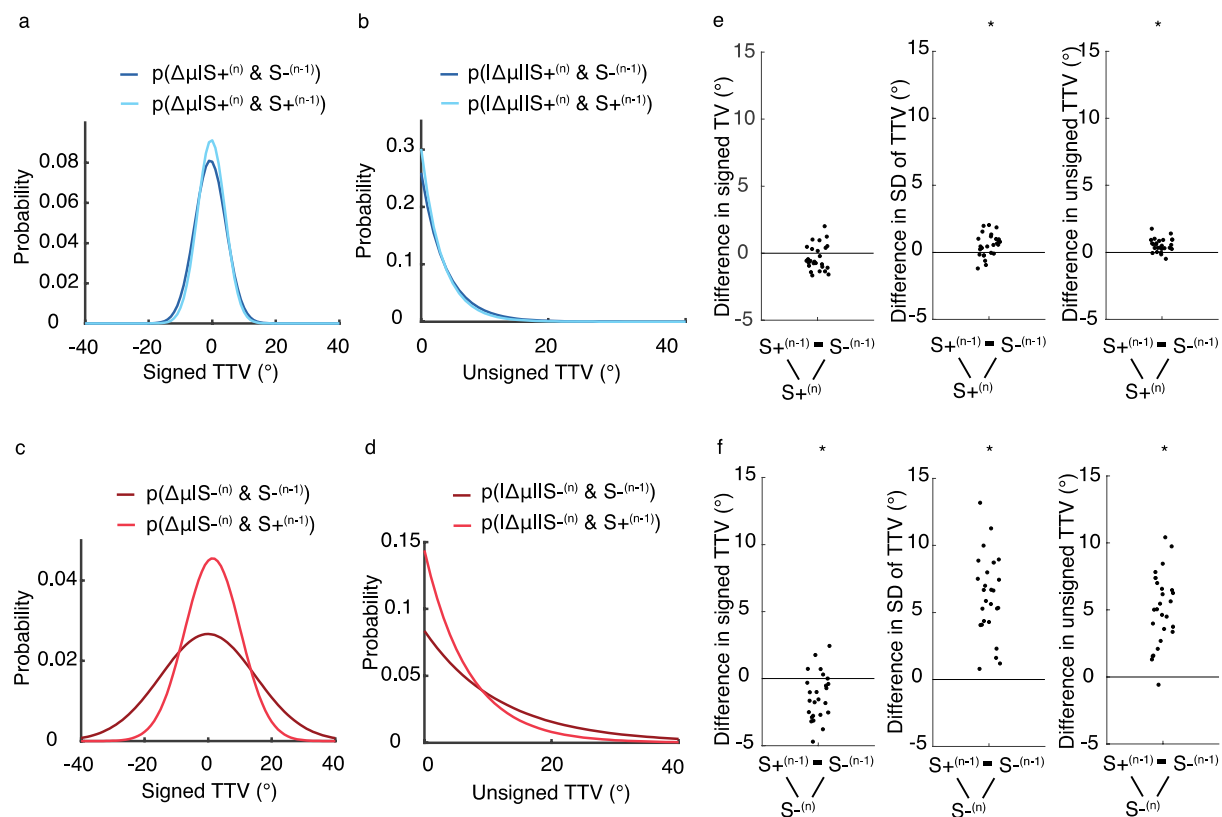 a
p(ΔμIS+(n) & S-(n-1))
p(ΔμIS+(n) & S+(n-1))
0.08
0.06
0.04
0.02
0
Probability
-40
-20
0
20
40
Signed TTV (°)
b
p(IΔμIIS+(n) & S-(n-1))
p(IΔμIIS+(n) & S+(n-1))
0.3
0.2
0.1
0
Probability
0
20
40
Unsigned TTV (°)
c
p(ΔμIS-(n) & S-(n-1))
p(ΔμIS-(n) & S+(n-1))
0.04
0.02
0
Probability
-40
-20
0
20
40
Signed TTV (°)
d
p(IΔμIIS-(n) & S-(n-1))
p(IΔμIIS-(n) & S+(n-1))
0.15
0.1
0.05
0
Probability
0
20
40
Unsigned TTV (°)
e
Difference in signed TV (°)
15
10
5
0
-5
S+(n-1) = S-(n-1)
S+(n)
*
Difference in SD of TTV (°)
15
10
5
0
-5
S+(n-1) = S-(n-1)
S+(n)
*
Difference in unsigned TTV (°)
15
10
5
0
-5
S+(n-1) = S-(n-1)
S+(n)
f
*
Difference in signed TTV (°)
15
10
5
0
-5
S+(n-1) = S-(n-1)
S-(n)
*
Difference in SD of TTV (°)
15
10
5
0
-5
S+(n-1) = S-(n-1)
S-(n)
*
Difference in unsigned TTV (°)
15
10
5
0
-5
S+(n-1) = S-(n-1)
S-(n)